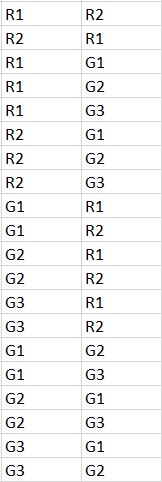 R1 R2
R2 R1
R1 G1
R1 G2
R1 G3
R2 G1
R2 G2
R2 G3
G1 R1
G1 R2
G2 R1
G2 R2
G3 R1
G3 R2
G1 G2
G1 G3
G2 G1
G2 G3
G3 G1
G3 G2